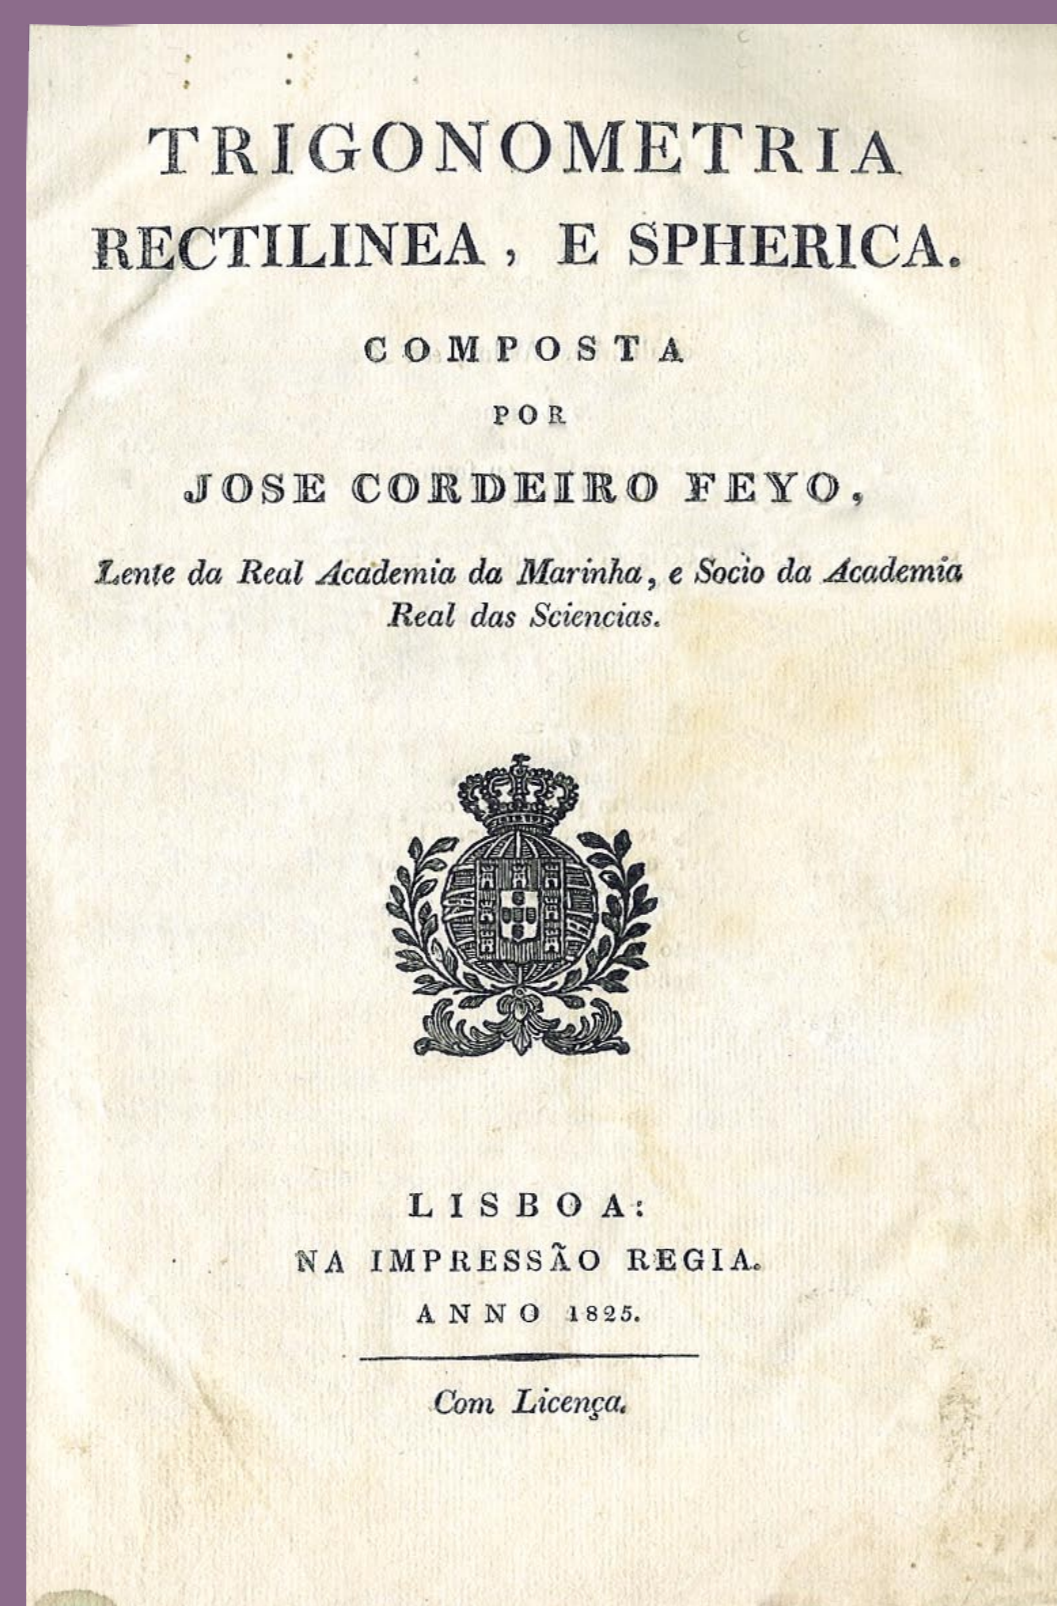 TRIGONOMETRIA
RECTILINEA, E SPHERICA.
COMPOSTA
POR
JOSE CORDEIRO FEYO,
Lente da Real Academia da Marinha, e Socio da Academia
Real das Sciencias.
LISBOA:
NA IMPRESSÃO REGIA.
ANNO 1825.
Com Licença.